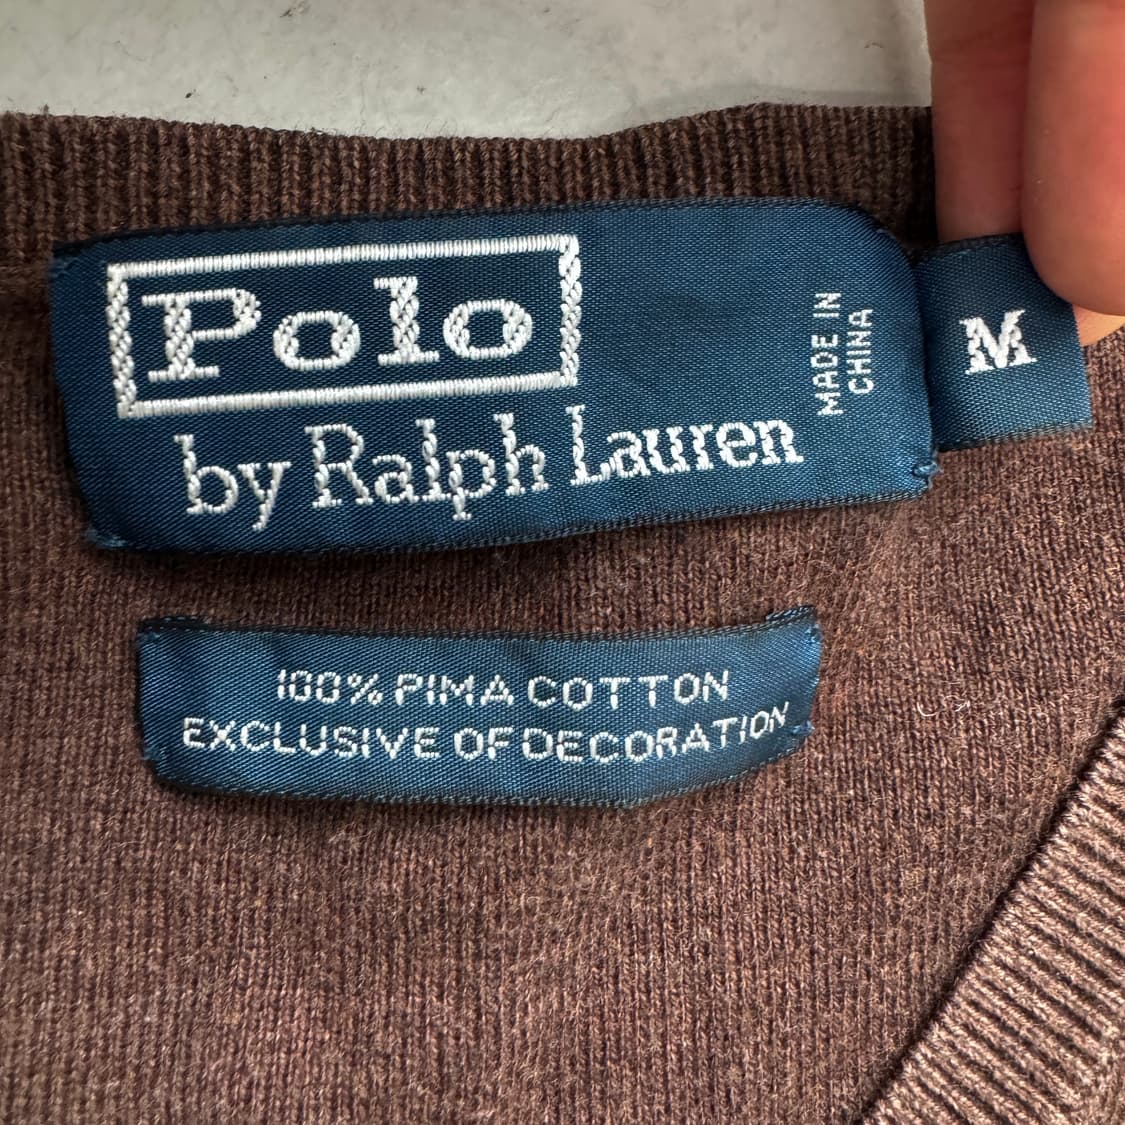 Polo
by Ralph Lauren
MADE IN
CHINA
M
100% PIMA COTTON
EXCLUSIVE OF DECORATION